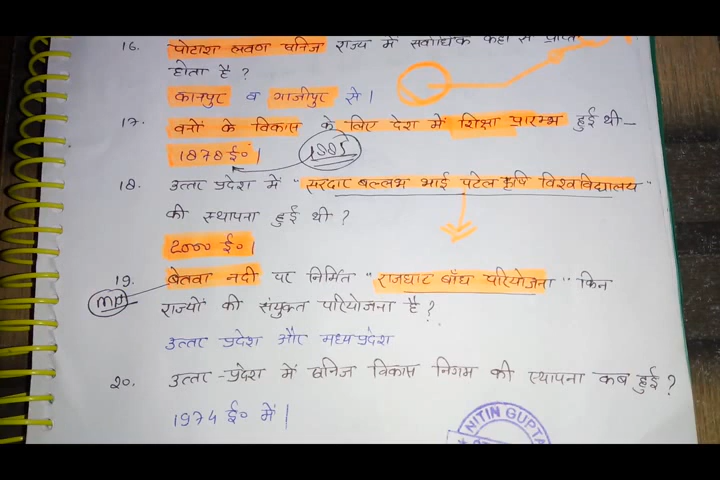 16. पोटाश लवण खनिज राज्य में सर्वाधिक कहाँ से प्राप्त
होता है ?
कानपुर व गाजीपुर से।
17. वनों के विकास के लिए देश में शिक्षा प्रारम्भ हुई थी –
1878 ई०।
18. उत्तर प्रदेश में "सरदार बल्लभ भाई पटेल कृषि विश्वविद्यालय"
की स्थापना हुई थी ?
2000 ई०।
19. बेतवा नदी पर निर्मित "राजघाट बाँध परियोजना" किन
MP
राज्यों की संयुक्त परियोजना है ?
उत्तर प्रदेश और मध्यप्रदेश
20. उत्तर-प्रदेश में खनिज विकास निगम की स्थापना कब हुई ?
1974 ई० में।
NITIN GUPTA